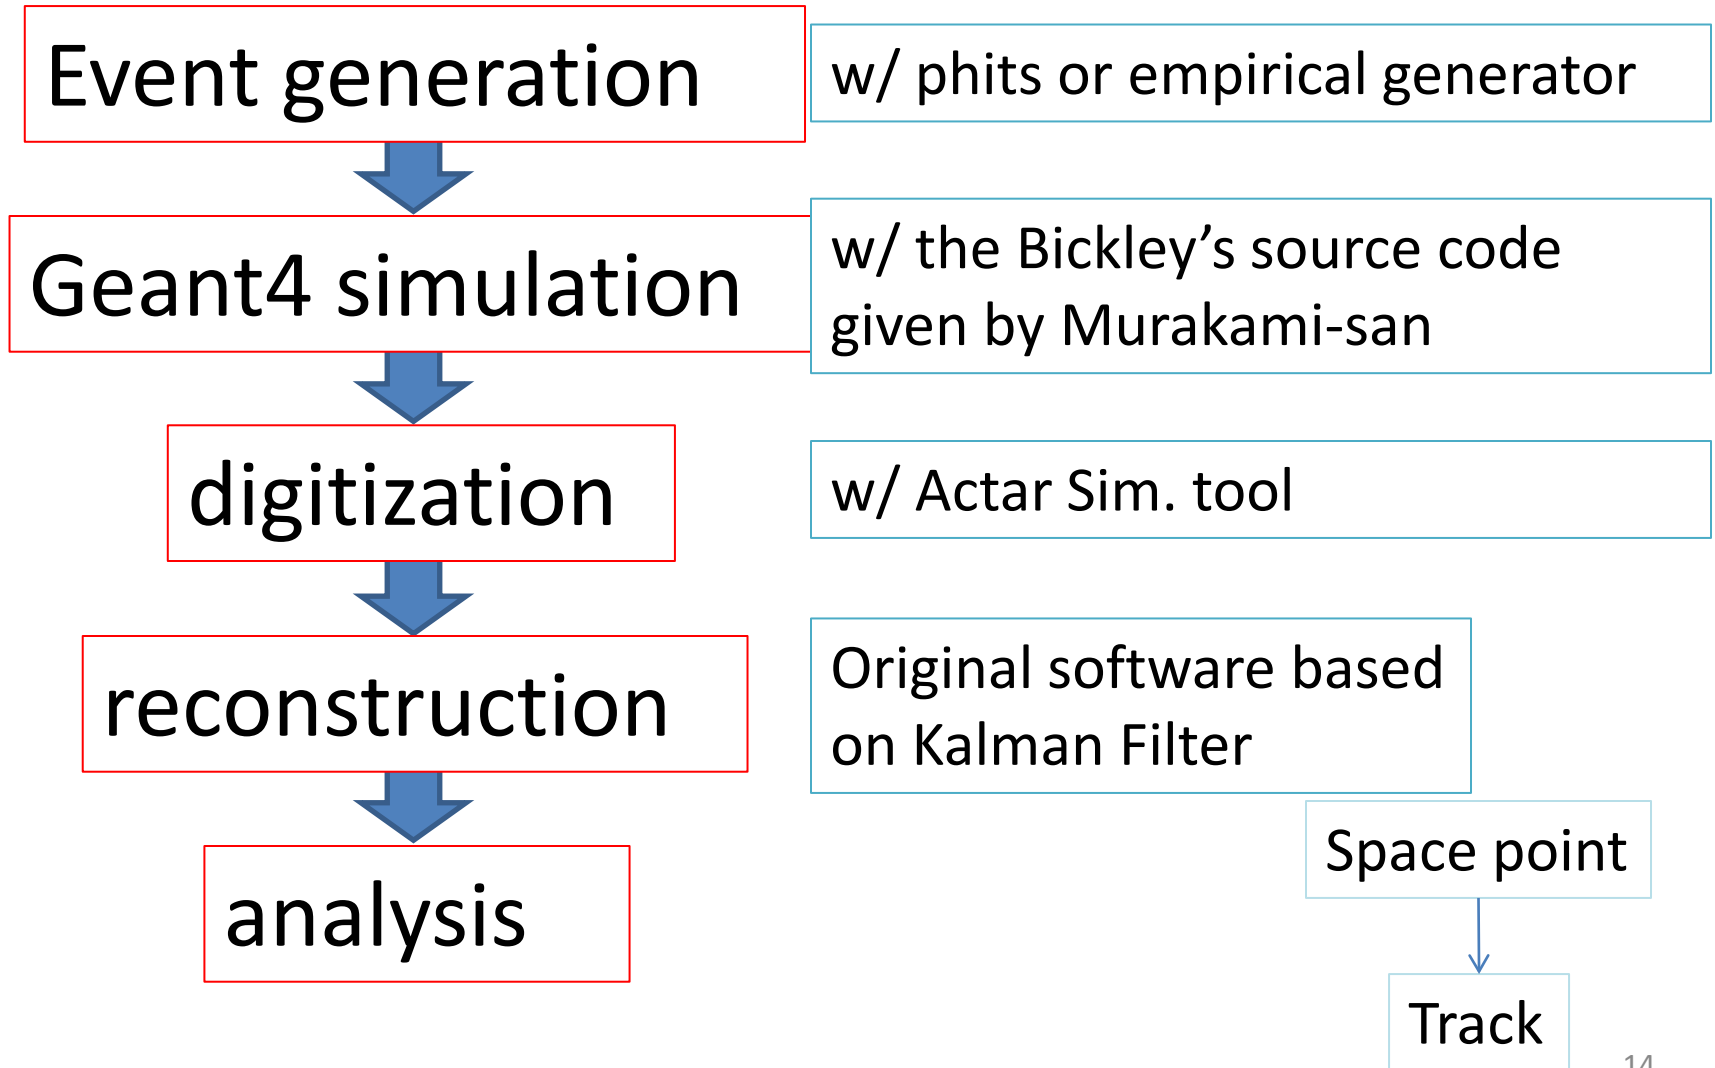 Event generation
w/ phits or empirical generator
Geant4 simulation
w/ the Bickley’s source code
given by Murakami-san
digitization
w/ Actar Sim. tool
reconstruction
Original software based
on Kalman Filter
Space point
analysis
Track
14